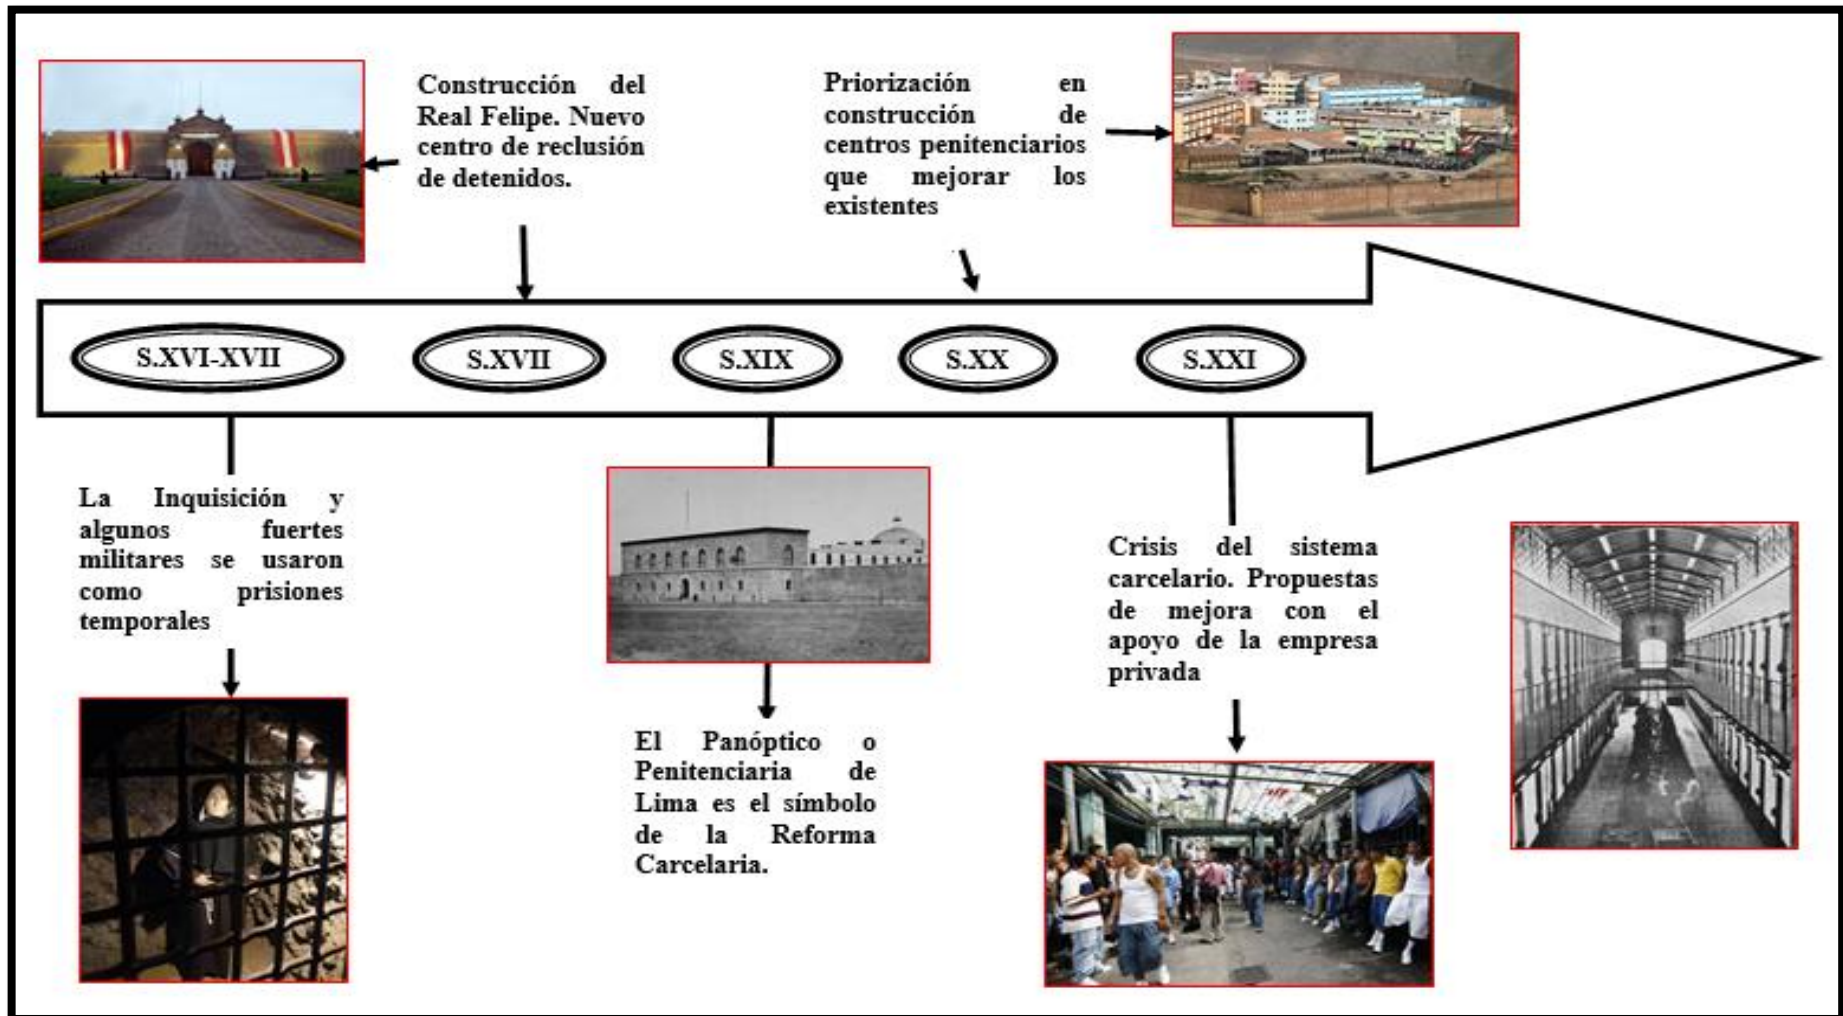 Construcción del
Real Felipe. Nuevo
centro de reclusión
de detenidos.
Priorización en
construcción de
centros penitenciarios
que mejorar los
existentes
S.XVI-XVII
S.XVII
S.XIX
S.XX
S.XXI
La Inquisición y
algunos fuertes
militares se usaron
como prisiones
temporales
El Panóptico o
Penitenciaria de
Lima es el símbolo
de la Reforma
Carcelaria.
Crisis del sistema
carcelario. Propuestas
de mejora con el
apoyo de la empresa
privada